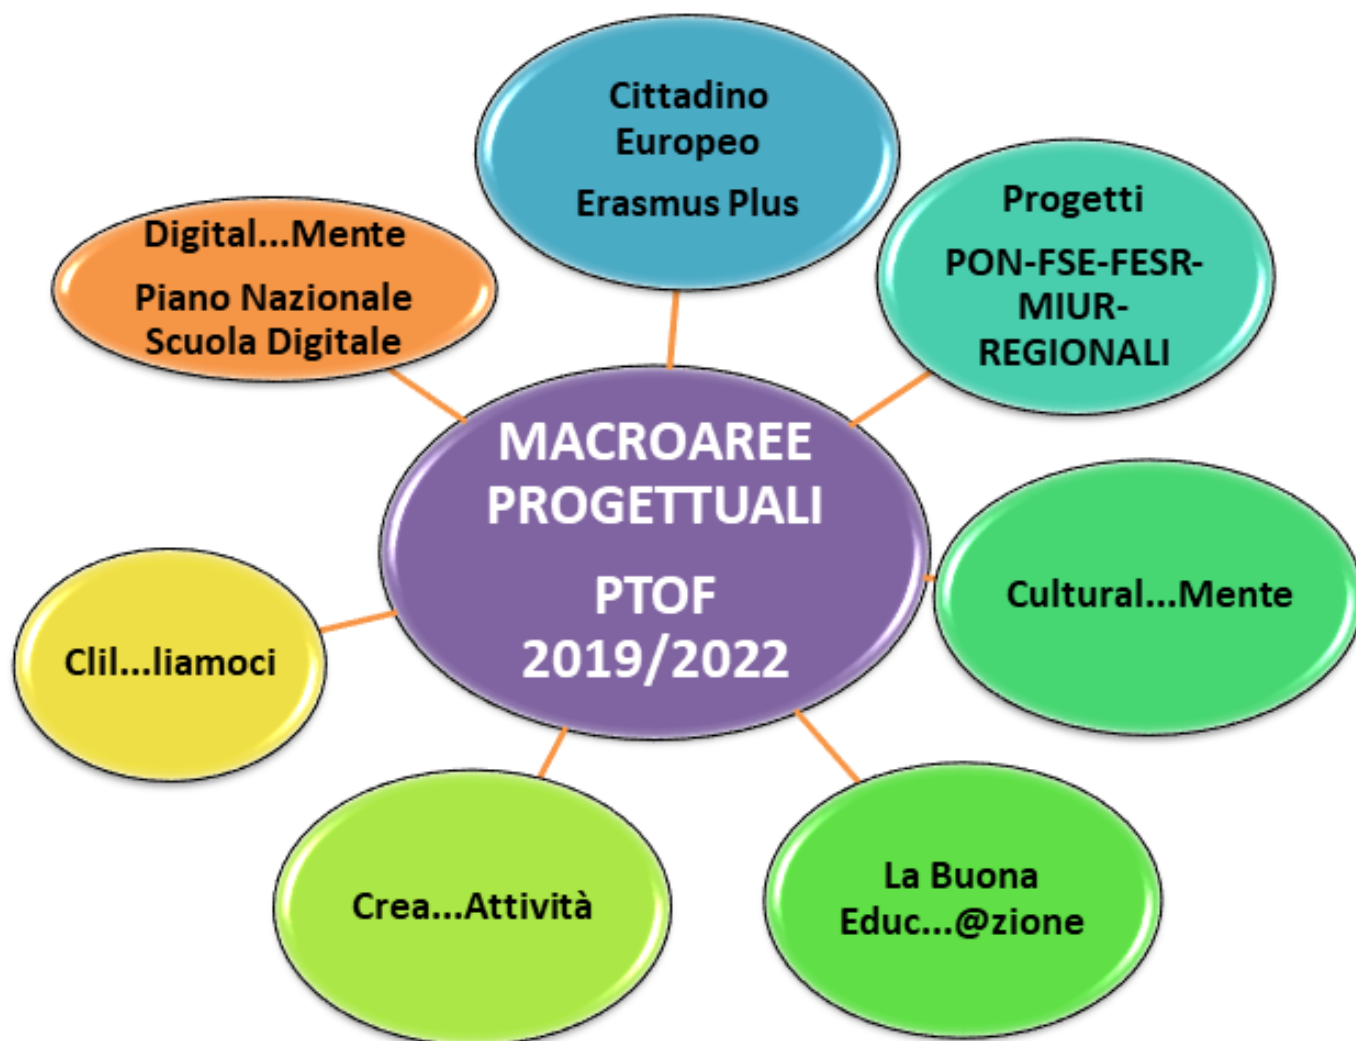 Cittadino
Europeo
Erasmus Plus
Progetti
PON-FSE-FESR-
MIUR-
REGIONALI
Digital...Mente
Piano Nazionale
Scuola Digitale
MACROAREE
PROGETTUALI
PTOF
2019/2022
Cultural...Mente
Clil...liamoci
La Buona
Educ...@zione
Crea...Attività